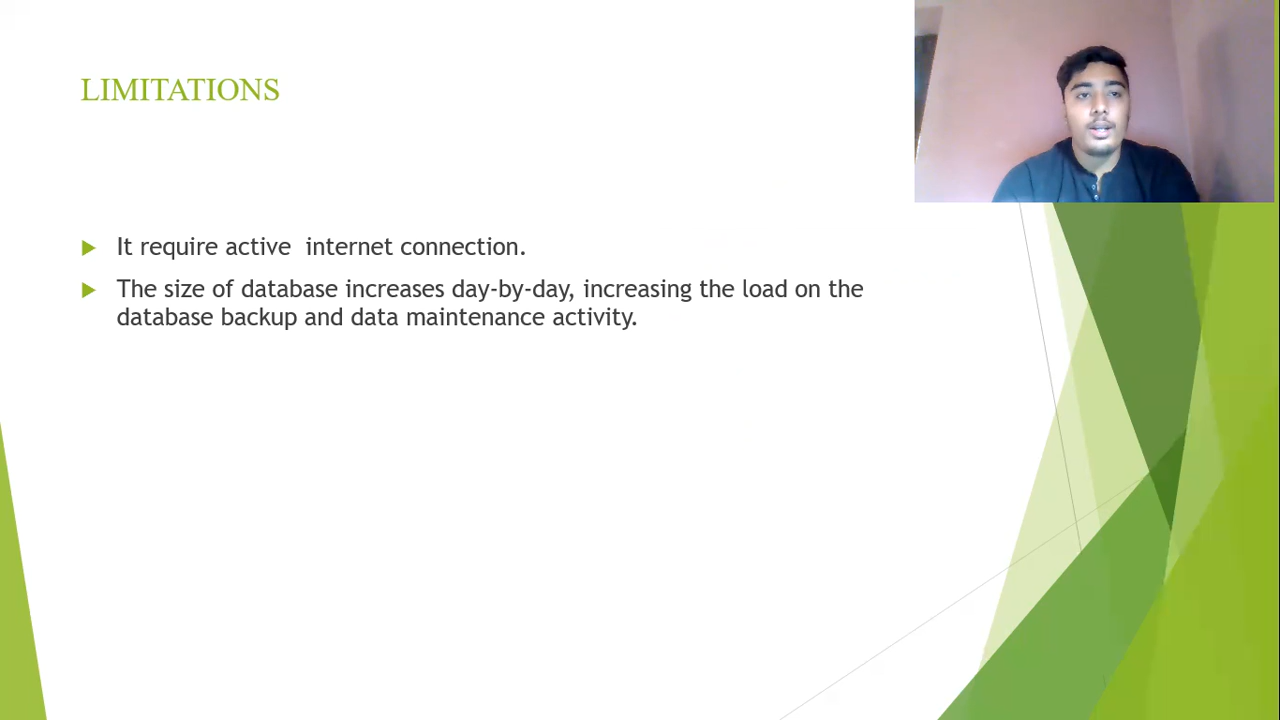 LIMITATIONS
It require active  internet connection.
The size of database increases day-by-day, increasing the load on the
database backup and data maintenance activity.